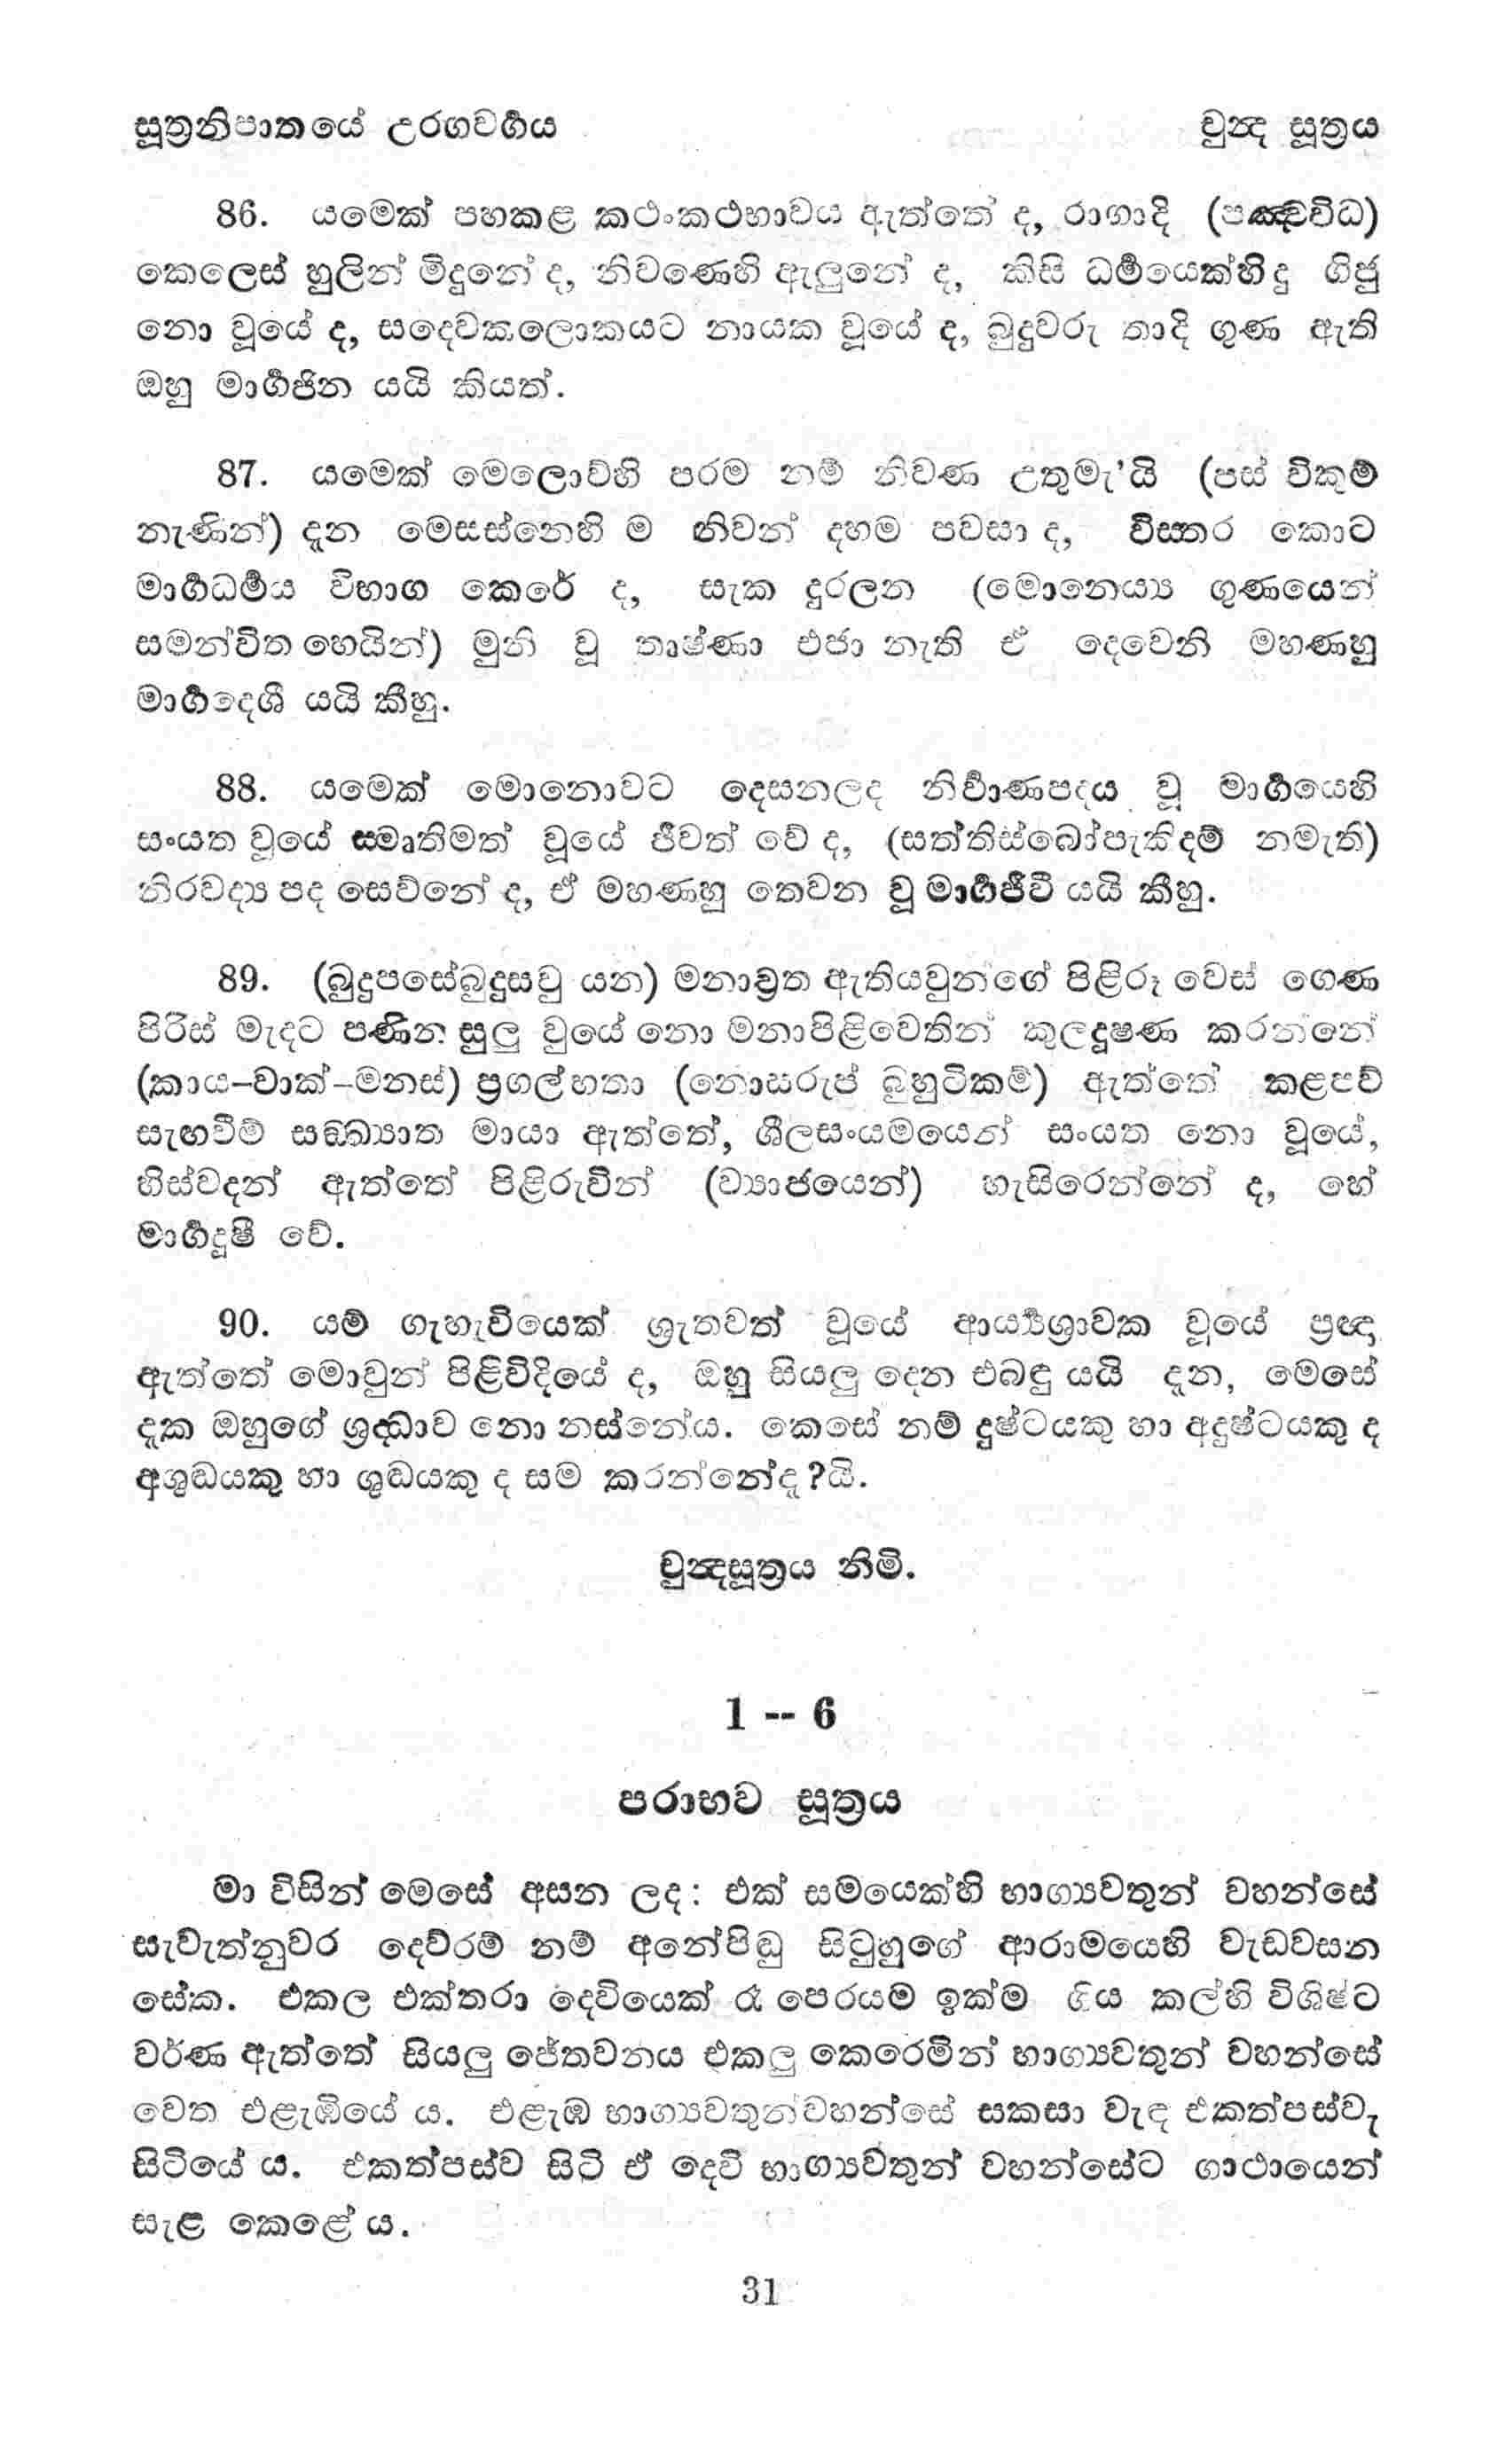 සූත්‍රනිපාතයේ උරගවර්‍ගය
චුන්‍ද සූත්‍රය
86. යමෙක් පහකළ කථංකථභාවය ඇත්තේ ද, රාගාදි (පඤ්චවිධ)
කෙලෙස් හුලින් මිදුනේ ද, නිවණෙහි ඇලුනේ ද, කිසි ධර්‍මයෙක්හිදු ගිජු
නො වූයේ ද, සදෙවකලොකයට නායක වූයේ ද, බුදුවරු තාදි ගුණ ඇති
ඔහු මාර්‍ගජින යයි කියත්.
87. යමෙක් මෙලොව්හි පරම නම් නිවණ උතුමැ'යි (පස් විකුම්
නැණින්) දැන මෙසස්නෙහි ම නිවන් දහම පවසා ද, විස්තර කොට
මාර්‍ගධර්‍මය විභාග කෙරේ ද, සැක දුරලන (මොනෙය්‍ය ගුණයෙන්
සමන්විත හෙයින්) මුනි වූ තෘෂ්ණා එජා නැති ඒ දෙවෙනි මහණහු
මාර්‍ගදෙශී යයි කීහු.
88. යමෙක් මොනොවට දෙසනලද නිර්‍වාණපදය වූ මාර්‍ගයෙහි
සංයත වූයේ ස්මෘතිමත් වූයේ ජීවත් වේ ද, (සත්තිස්බෝපැකිදම් නමැති)
නිරවද්‍ය පද සෙවිනේ ද, ඒ මහණහු තෙවන වූ මාර්‍ගජීවී යයි කීහු.
89. (බුදුපසේබුදුසවු යන) මනාව්‍රත ඇතියවුනගේ පිළිරූ වෙස් ගෙණ
පිරිස් මැදට පණින සුලු වූයේ නො මනාපිළිවෙතින් කුලදූෂණ කරන්නේ
(කාය-වාක්-මනස්) ප්‍රගල්භතා (නොසරුප් බුහුටිකම්) ඇත්තේ කළපව්
සැඟවීම් සඞ්ඛ්‍යාත මායා ඇත්තේ, ශීලසංයමයෙන් සංයත නො වූයේ,
හිස්වදන් ඇත්තේ පිළිරුවින් (ව්‍යාජයෙන්) හැසිරෙන්නේ ද, හේ
මාර්‍ගදූෂී වේ.
90. යම් ගැහැවියෙක් ශ්‍රැතවත් වූයේ ආර්‍ය්‍යශ්‍රාවක වූයේ ප්‍රඥා
ඇත්තේ මොවුන් පිළිවිදියේ ද, ඔහු සියලු දෙන එබඳු යයි දැන, මෙසේ
දැක ඔහුගේ ශ්‍රද්ධාව නො නස්නේය. කෙසේ නම් දුෂ්ටයකු හා අදුෂ්ටයකු ද
අශුද්ධයකු හා ශුද්ධයකු ද සම කරන්නේදැ?යි.
චුන්‍දසූත්‍රය නිමි.
1 -- 6
පරාභව සූත්‍රය
මා විසින් මෙසේ අසන ලද: එක් සමයෙක්හි භාග්‍යවතුන් වහන්සේ
සැවැත්නුවර දෙව්රම් නම් අනේපිඬු සිටුහුගේ ආරාමයෙහි වැඩවසන
සේක. එකල එක්තරා දෙවියෙක් රෑ පෙරයම ඉක්ම ගිය කල්හි විශිෂ්ට
වර්ණ ඇත්තේ සියලු ජේතවනය එකලු කෙරෙමින් භාග්‍යවතුන් වහන්සේ
වෙත එළැඹියේ ය. එළැඹ භාග්‍යවතුන්වහන්සේ සකසා වැඳ එකත්පස්වැ
සිටියේ ය. එකත්පස්ව සිටි ඒ දෙවි භාග්‍යවතුන් වහන්සේට ගාථායෙන්
සැළ කෙළේ ය.
31